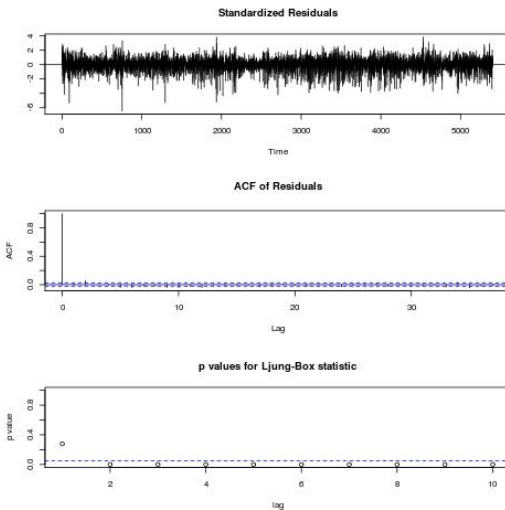 Standardized Residuals
4
2
0
-2
-6
0 1000 2000 3000 4000 5000
Time
ACF of Residuals
ACF
0.8
0.4
0.0
0 10 20 30
Lag
p values for Ljung-Box statistic
p value
0.8
0.4
0.0
2 4 6 8 10
lag